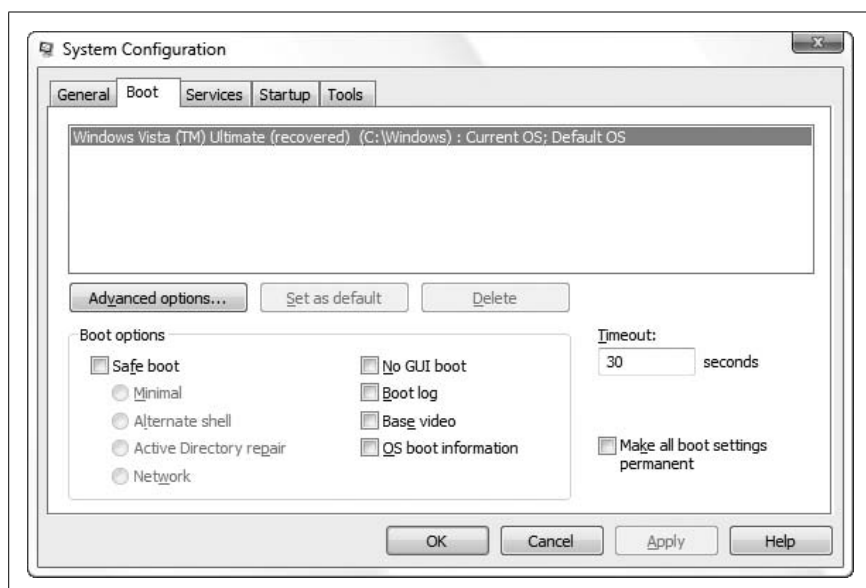 System Configuration
General Boot Services Startup Tools
Windows Vista (TM) Ultimate (recovered) (C:\Windows) : Current OS; Default OS
Advanced options... Set as default Delete
Boot options
Timeout:
Safe boot No GUI boot 30 seconds
Minimal Boot log
Alternate shell Base video
Active Directory repair OS boot information Make all boot settings
permanent
Network
OK Cancel Apply Help